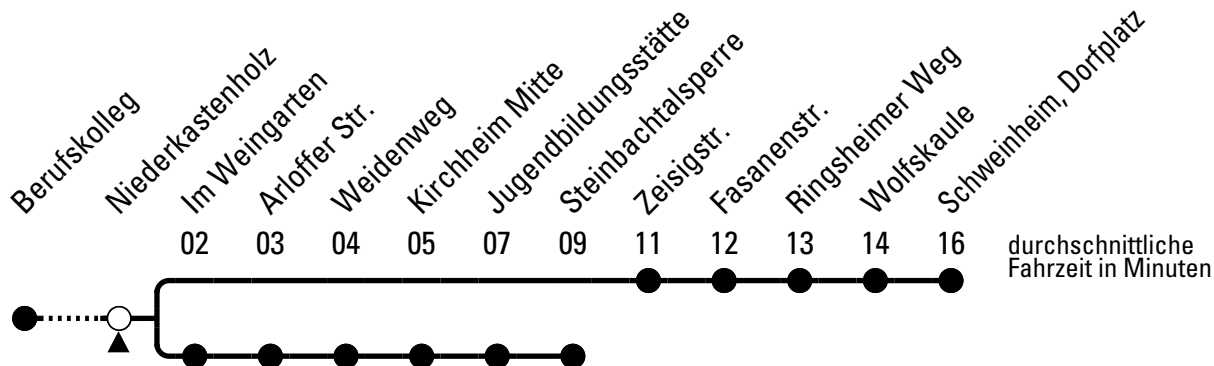 Berufskolleg
Niederkastenholz
Im Weingarten
Arloffer Str.
Weidenweg
Kirchheim Mitte
Jugendbildungsstätte
Steinbachtalsperre
Zeisigstr.
Fasanenstr.
Ringsheimer Weg
Wolfskaule
Schweinheim, Dorfplatz
02 03 04 05 07 09 11 12 13 14 16
durchschnittliche
Fahrzeit in Minuten